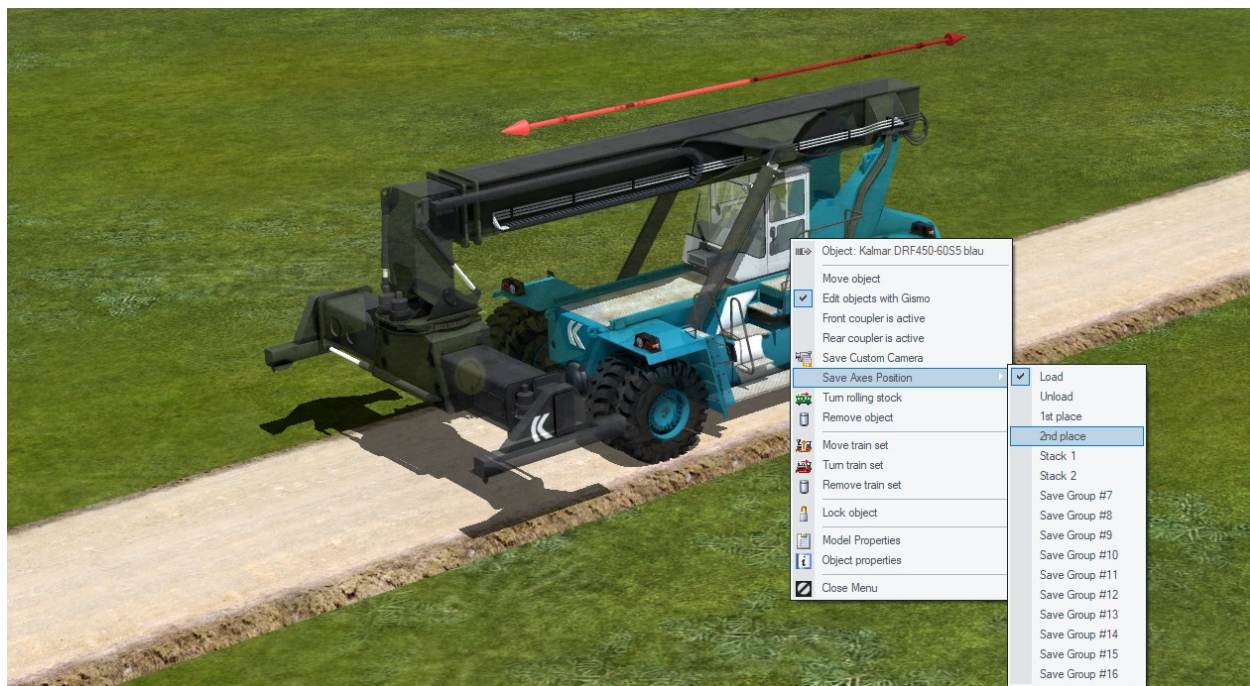 Object: Kalmar DRF450-60S5 blau
Move object
Edit objects with Gismo
Front coupler is active
Rear coupler is active
Save Custom Camera
Save Axes Position
Turn rolling stock
Remove object
Move train set
Turn train set
Remove train set
Lock object
Model Properties
Object properties
Close Menu
Load
Unload
1st place
2nd place
Stack 1
Stack 2
Save Group #7
Save Group #8
Save Group #9
Save Group #10
Save Group #11
Save Group #12
Save Group #13
Save Group #14
Save Group #15
Save Group #16